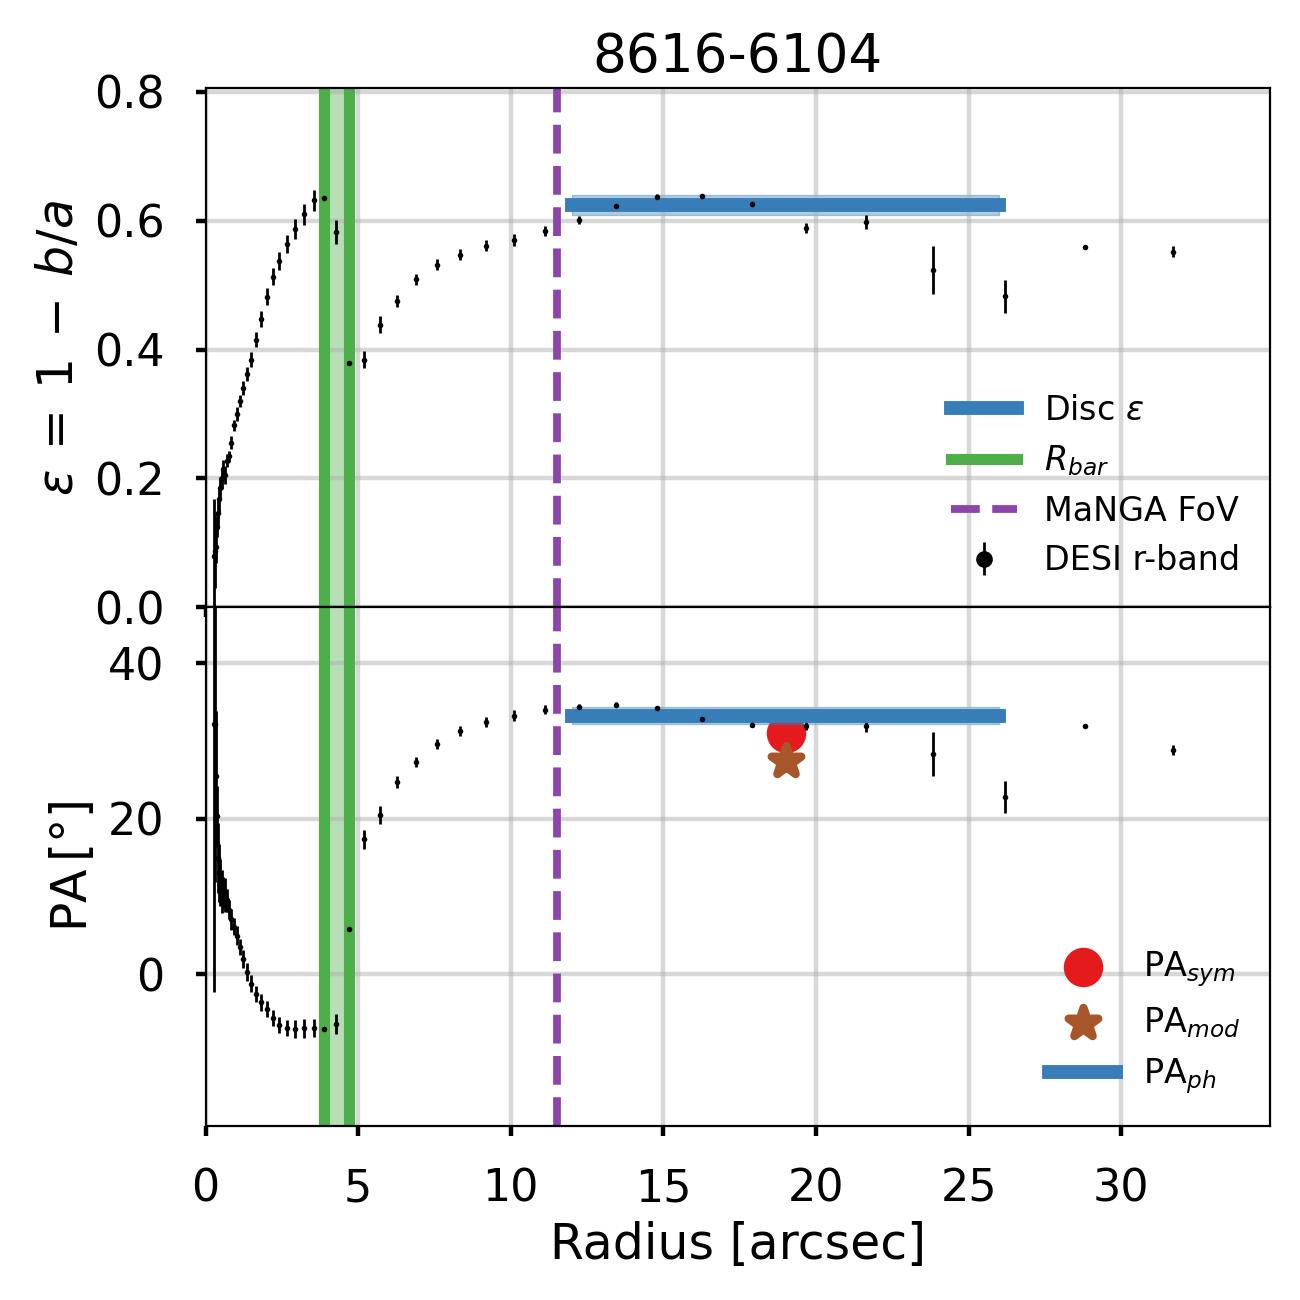 8616-6104
0.8
0.6
0.4
0.2
0.0
ε = 1 − b/a
Disc ε
R_bar
MaNGA FoV
DESI r-band
40
20
0
PA [°]
PA_sym
PA_mod
PA_ph
0 5 10 15 20 25 30
Radius [arcsec]